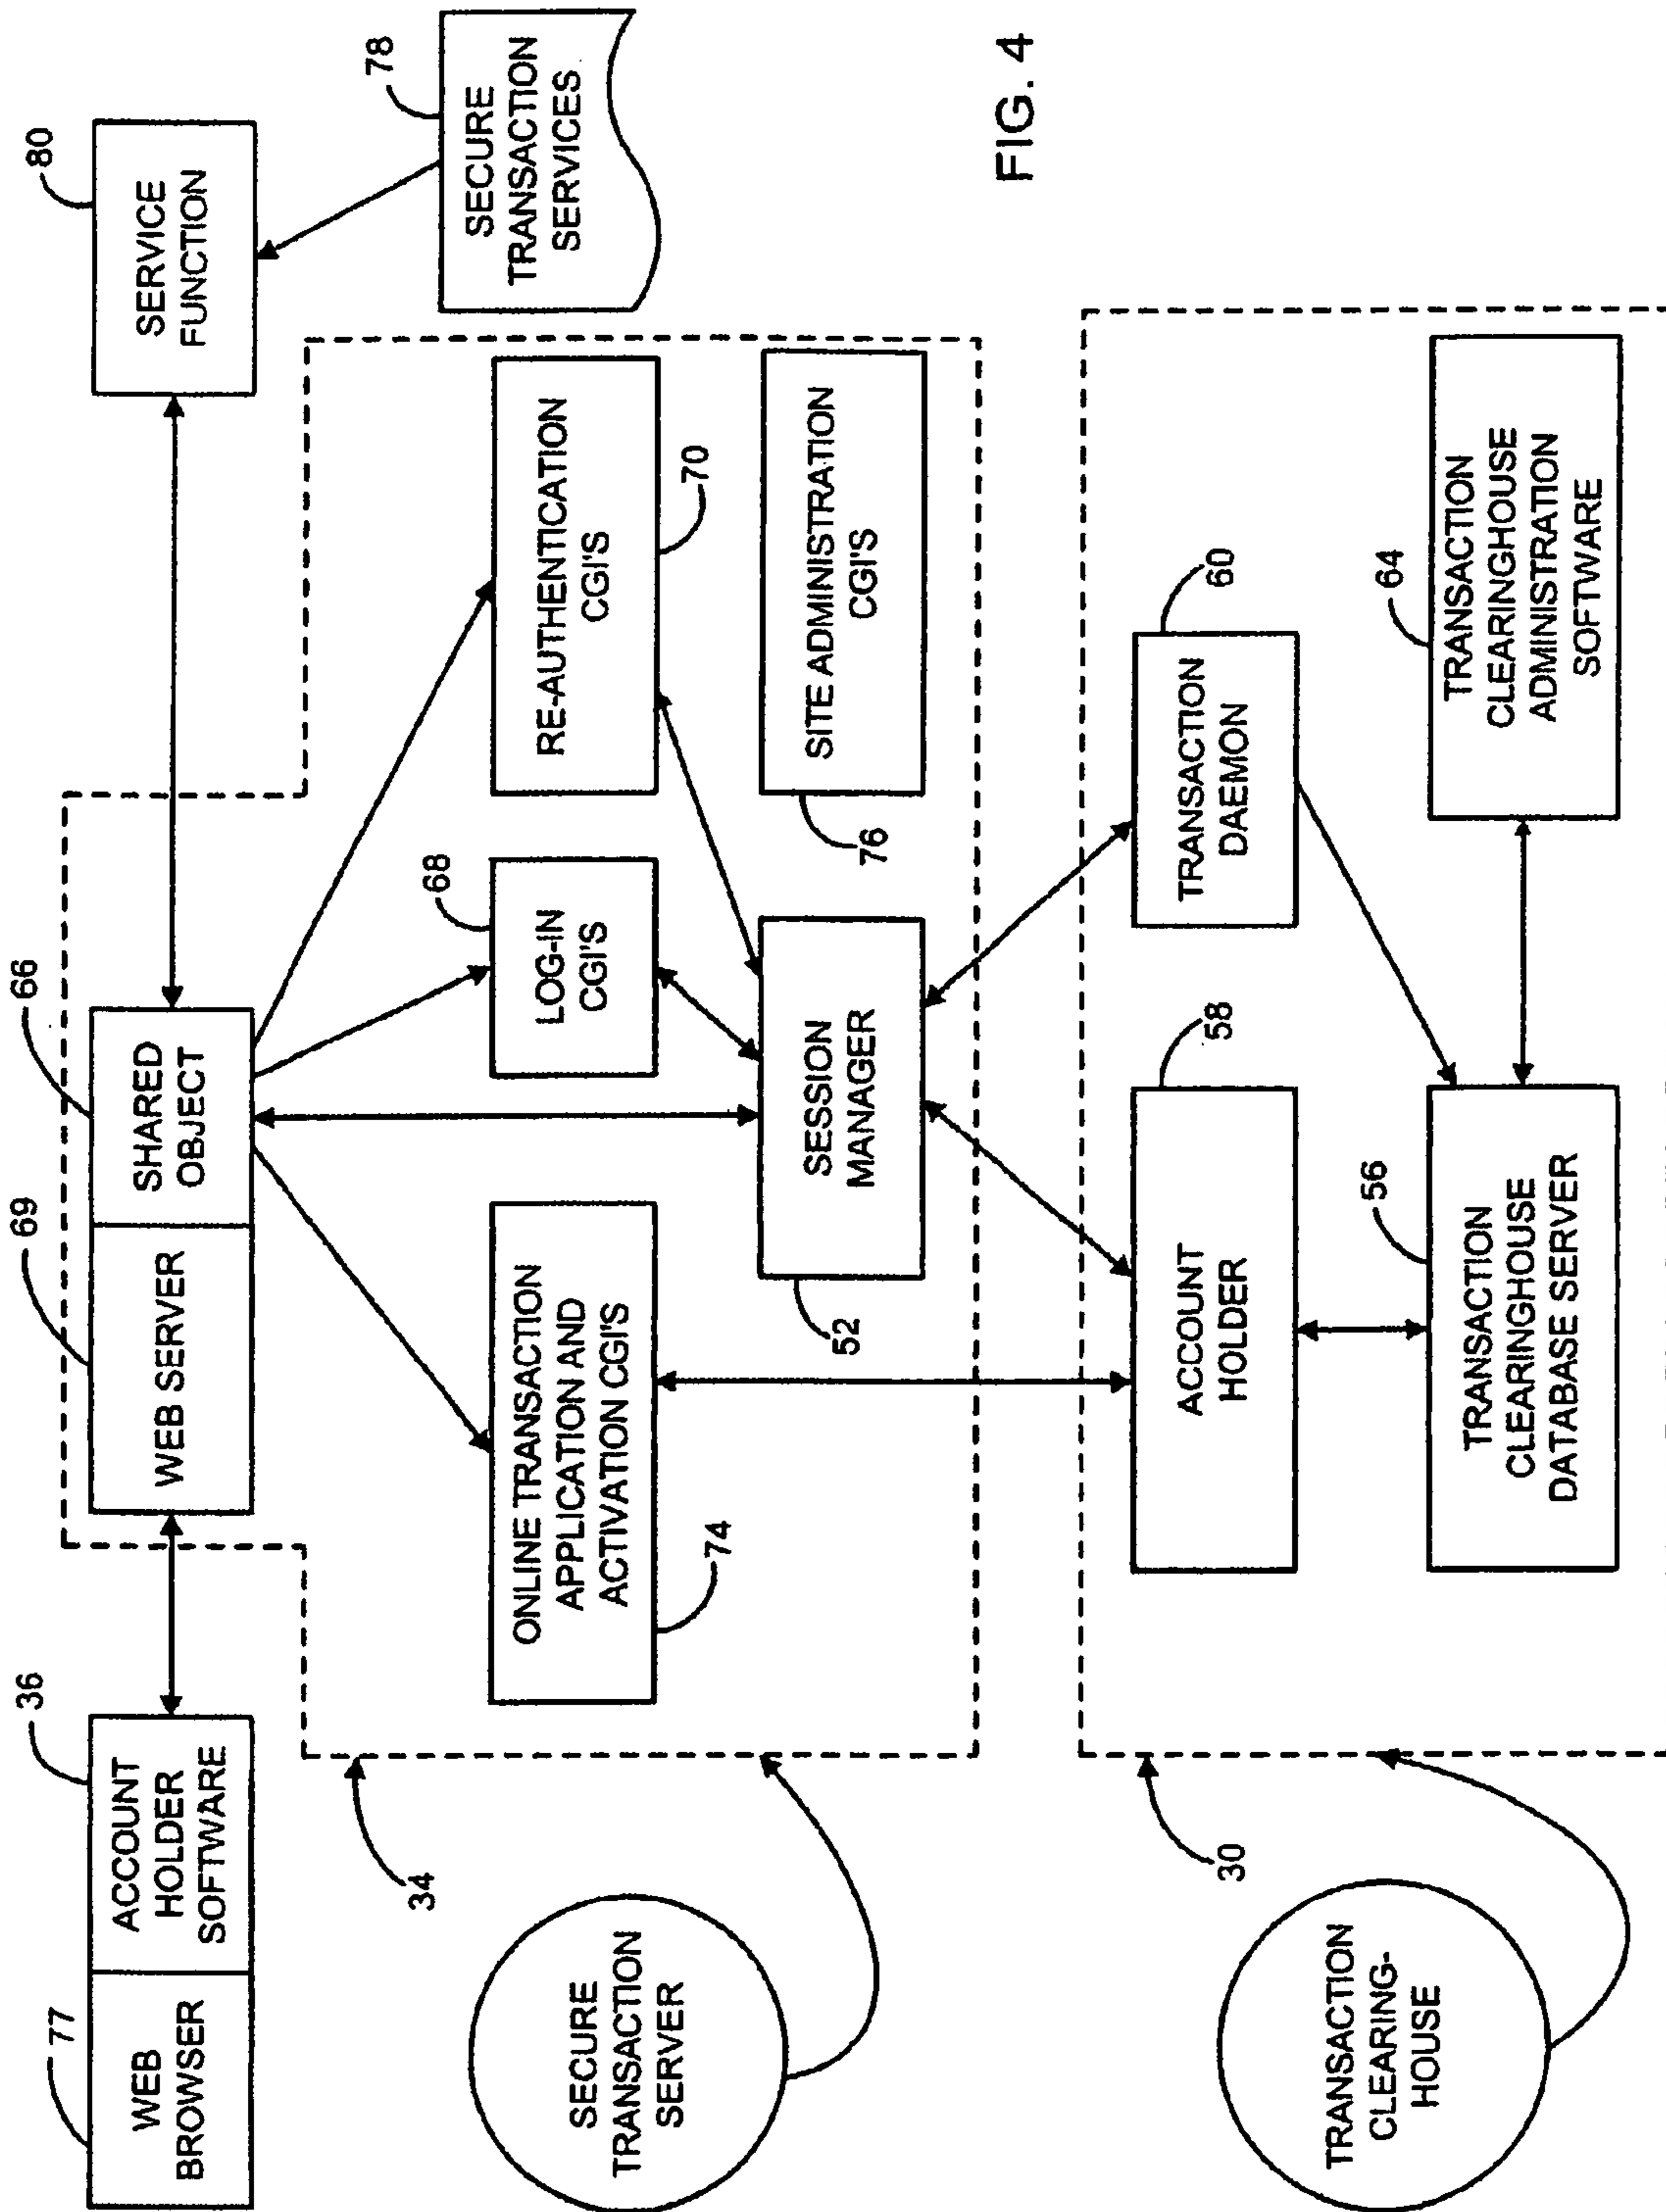 77
WEB
BROWSER
36
ACCOUNT
HOLDER
SOFTWARE
69
WEB SERVER
66
SHARED
OBJECT
80
SERVICE
FUNCTION
78
SECURE
TRANSACTION
SERVICES
34
SECURE
TRANSACTION
SERVER
ONLINE TRANSACTION
APPLICATION AND
ACTIVATION CGI'S
74
68
LOG-IN
CGI'S
RE-AUTHENTICATION
CGI'S
70
52
SESSION
MANAGER
76
SITE ADMINISTRATION
CGI'S
FIG. 4
30
TRANSACTION
CLEARING-
HOUSE
58
ACCOUNT
HOLDER
60
TRANSACTION
DAEMON
56
TRANSACTION
CLEARINGHOUSE
DATABASE SERVER
64
TRANSACTION
CLEARINGHOUSE
ADMINISTRATION
SOFTWARE